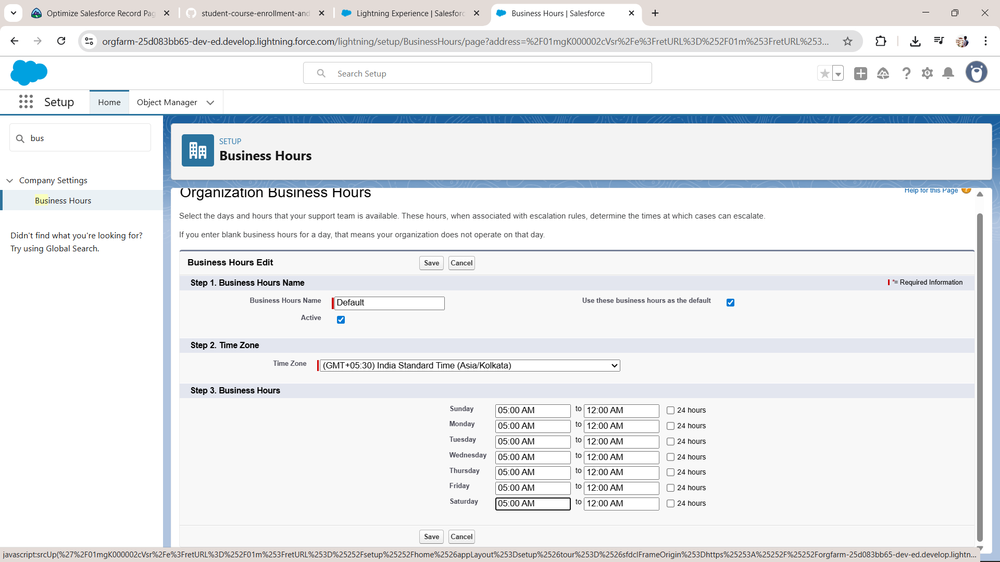 Optimize Salesforce Record Pag
student-course-enrollment-and
Lightning Experience | Salesforc
Business Hours | Salesforce
orgfarm-25d083bb65-dev-ed.develop.lightning.force.com/lightning/setup/BusinessHours/page?address=%2F01mgK000002cVsr%2Fe%3FretURL%3D%252F01m%253FretURL%253...
Search Setup
Setup
Home
Object Manager
bus
Company Settings
Business Hours
Didn't find what you're looking for?
Try using Global Search.
SETUP
Business Hours
Organization Business Hours
Help for this Page
Select the days and hours that your support team is available. These hours, when associated with escalation rules, determine the times at which cases can escalate.
If you enter blank business hours for a day, that means your organization does not operate on that day.
Business Hours Edit
Save
Cancel
Step 1. Business Hours Name
*= Required Information
Business Hours Name
Default
Use these business hours as the default
Active
Step 2. Time Zone
Time Zone
(GMT+05:30) India Standard Time (Asia/Kolkata)
Step 3. Business Hours
Sunday 05:00 AM to 12:00 AM 24 hours
Monday 05:00 AM to 12:00 AM 24 hours
Tuesday 05:00 AM to 12:00 AM 24 hours
Wednesday 05:00 AM to 12:00 AM 24 hours
Thursday 05:00 AM to 12:00 AM 24 hours
Friday 05:00 AM to 12:00 AM 24 hours
Saturday 05:00 AM to 12:00 AM 24 hours
Save
Cancel
javascript:srcUp(%27%2F01mgK000002cVsr%2Fe%3FretURL%3D%252F01m%253FretURL%253D%25252Fsetup%25252Fhome%2526appLayout%253Dsetup%2526tour%253D%2526sfdcIFrameOrigin%253Dhttps%25253A%25252F%25252Forgfarm-25d083bb65-dev-ed.develop.lightn...